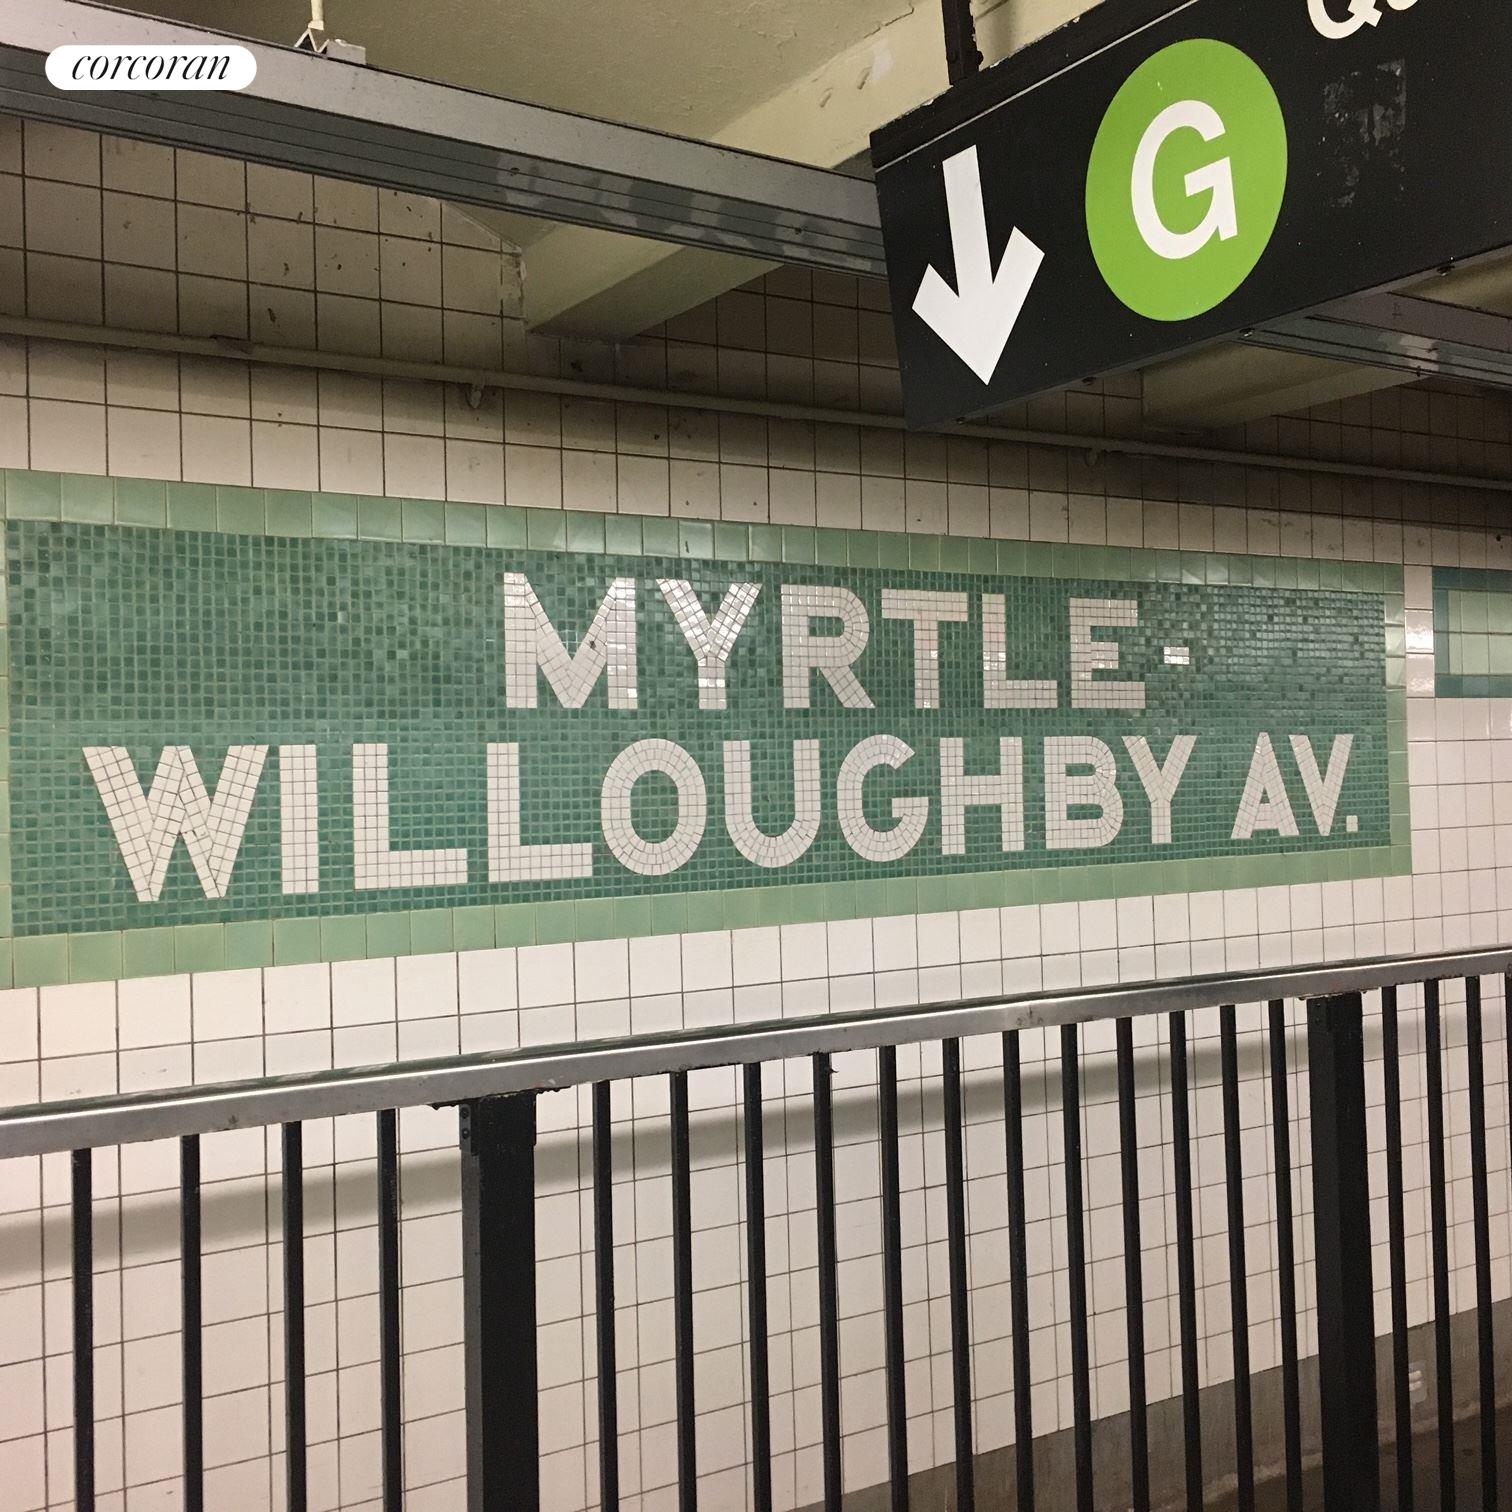 corcoran
G
MYRTLE-
WILLOUGHBY AV.